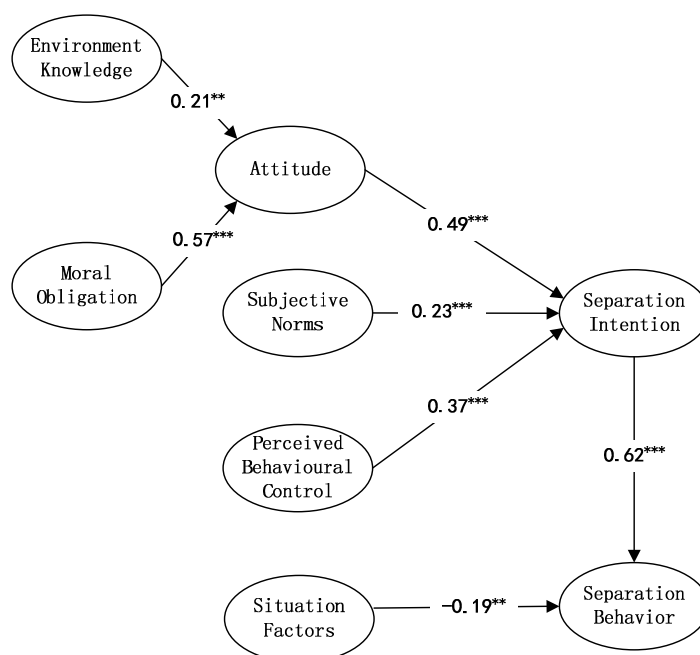 Environment
Knowledge
0.21**
Attitude
0.49***
0.57***
Moral
Obligation
Subjective
Norms
0.23***
Separation
Intention
0.37***
Perceived
Behavioural
Control
0.62***
Situation
Factors
-0.19**
Separation
Behavior